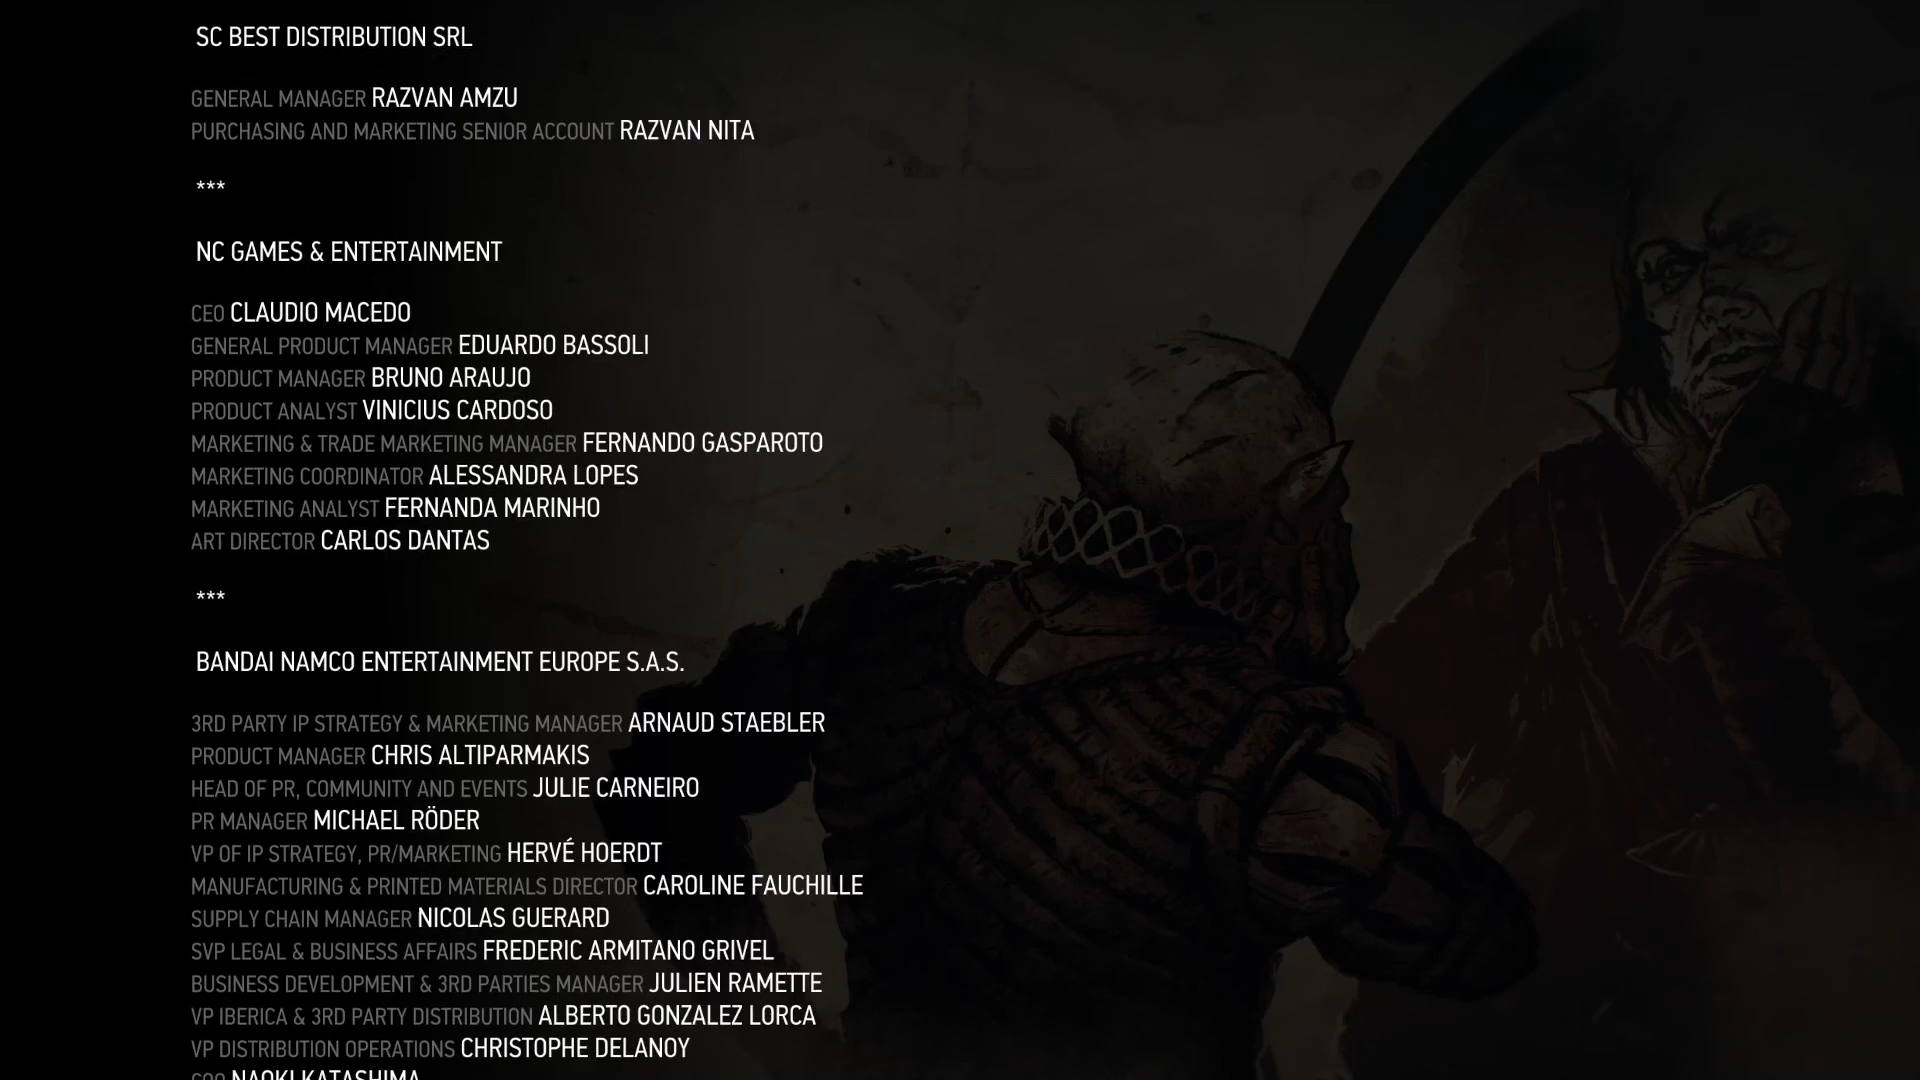 SC BEST DISTRIBUTION SRL
GENERAL MANAGER RAZVAN AMZU
PURCHASING AND MARKETING SENIOR ACCOUNT RAZVAN NITA
***
NC GAMES & ENTERTAINMENT
CEO CLAUDIO MACEDO
GENERAL PRODUCT MANAGER EDUARDO BASSOLI
PRODUCT MANAGER BRUNO ARAUJO
PRODUCT ANALYST VINICIUS CARDOSO
MARKETING & TRADE MARKETING MANAGER FERNANDO GASPAROTO
MARKETING COORDINATOR ALESSANDRA LOPES
MARKETING ANALYST FERNANDA MARINHO
ART DIRECTOR CARLOS DANTAS
***
BANDAI NAMCO ENTERTAINMENT EUROPE S.A.S.
3RD PARTY IP STRATEGY & MARKETING MANAGER ARNAUD STAEBLER
PRODUCT MANAGER CHRIS ALTIPARMAKIS
HEAD OF PR, COMMUNITY AND EVENTS JULIE CARNEIRO
PR MANAGER MICHAEL RÖDER
VP OF IP STRATEGY, PR/MARKETING HERVÉ HOERDT
MANUFACTURING & PRINTED MATERIALS DIRECTOR CAROLINE FAUCHILLE
SUPPLY CHAIN MANAGER NICOLAS GUERARD
SVP LEGAL & BUSINESS AFFAIRS FREDERIC ARMITANO GRIVEL
BUSINESS DEVELOPMENT & 3RD PARTIES MANAGER JULIEN RAMETTE
VP IBERICA & 3RD PARTY DISTRIBUTION ALBERTO GONZALEZ LORCA
VP DISTRIBUTION OPERATIONS CHRISTOPHE DELANOY
NAOKI KATASHIMA